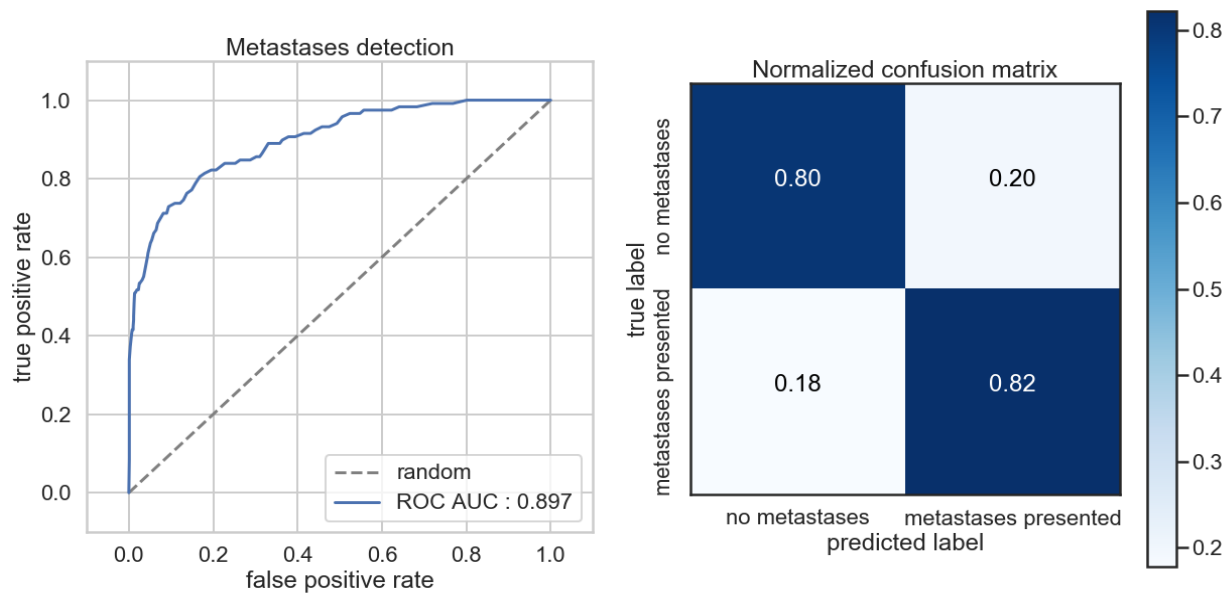 Metastases detection
true positive rate
1.0
0.8
0.6
0.4
0.2
0.0
random
ROC AUC : 0.897
0.0 0.2 0.4 0.6 0.8 1.0
false positive rate
Normalized confusion matrix
true label
no metastases
metastases presented
0.80 0.20
0.18 0.82
no metastases metastases presented
predicted label
0.8
0.7
0.6
0.5
0.4
0.3
0.2